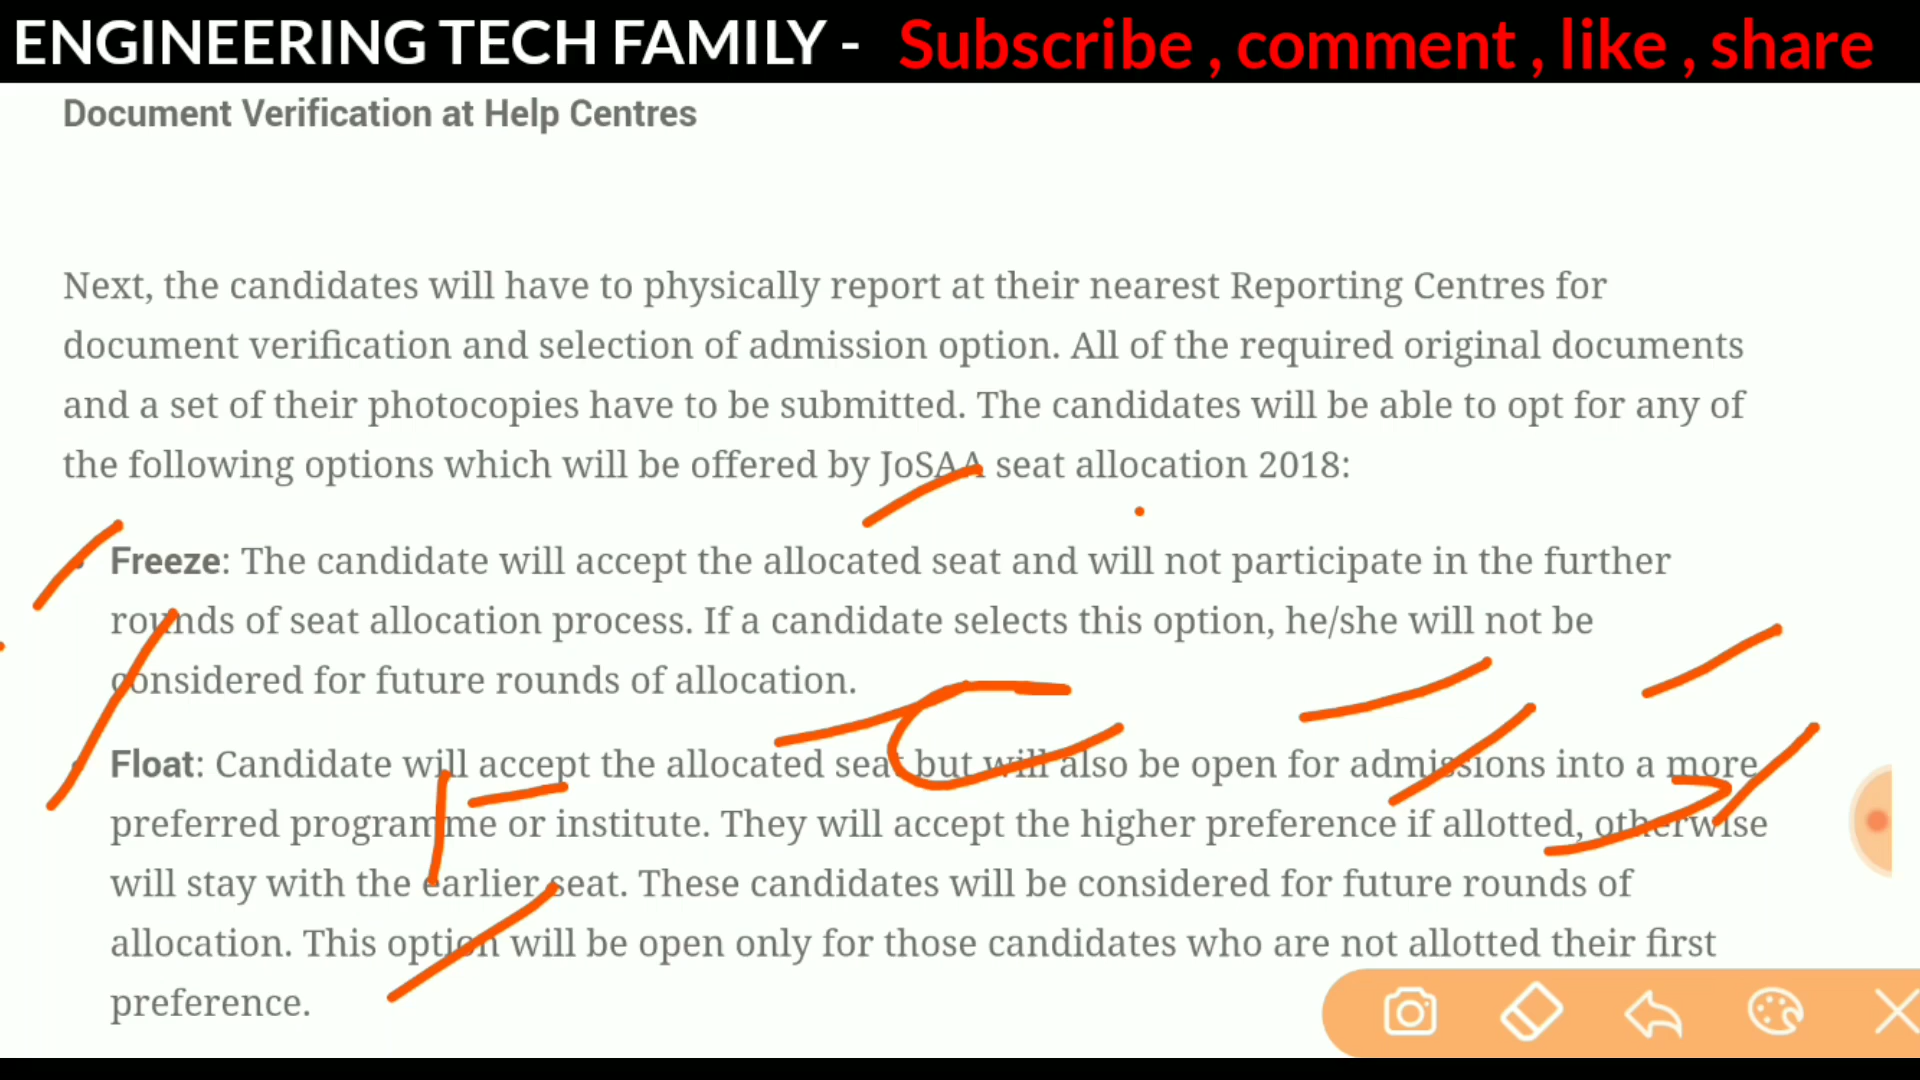 ENGINEERING TECH FAMILY - Subscribe , comment , like , share
Document Verification at Help Centres
Next, the candidates will have to physically report at their nearest Reporting Centres for
document verification and selection of admission option. All of the required original documents
and a set of their photocopies have to be submitted. The candidates will be able to opt for any of
the following options which will be offered by JoSAA seat allocation 2018:
Freeze: The candidate will accept the allocated seat and will not participate in the further
rounds of seat allocation process. If a candidate selects this option, he/she will not be
considered for future rounds of allocation.
Float: Candidate will accept the allocated seat but will also be open for admissions into a more
preferred programme or institute. They will accept the higher preference if allotted, otherwise
will stay with the earlier seat. These candidates will be considered for future rounds of
allocation. This option will be open only for those candidates who are not allotted their first
preference.